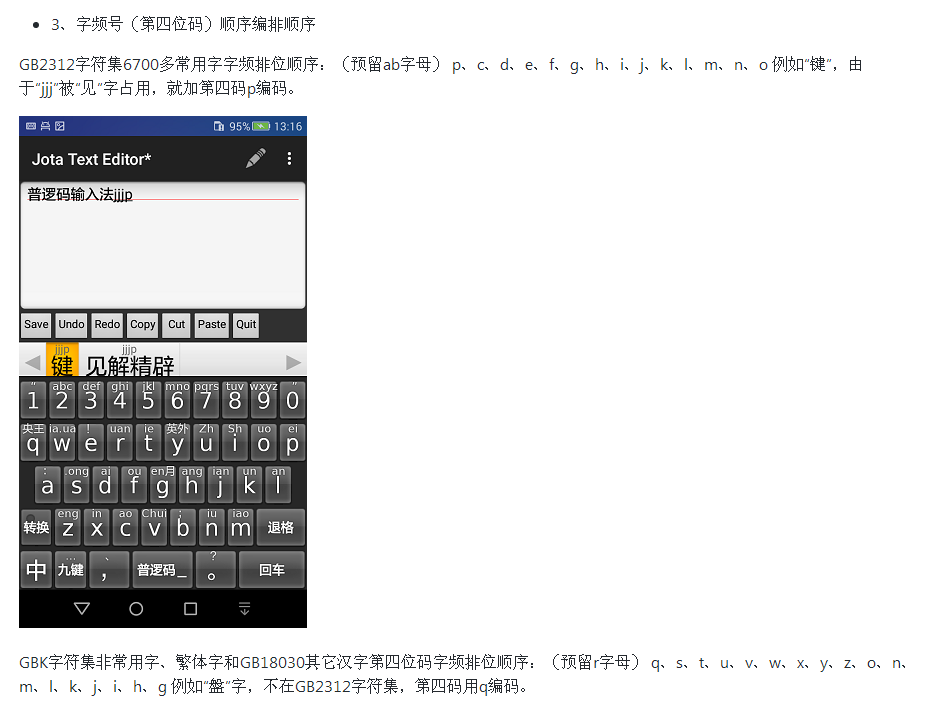 3、字频号（第四位码）顺序编排顺序
GB2312字符集6700多常用字字频排位顺序：（预留ab字母） p、c、d、e、f、g、h、i、j、k、l、m、n、o 例如“键”，由
于“jjj”被“见”字占用，就加第四码p编码。
95% 13:16
Jota Text Editor*
普逻码输入法jjjp
Save Undo Redo Copy Cut Paste Quit
jjjp jjjp
键 见解精辟
" abc def ghi jkl mno pqrs tuv wxyz "
1 2 3 4 5 6 7 8 9 0
央王 ia.ua ! uan ie 英外 Zh Sh uo ei
q w e r t y u i o p
: .ong ai ou en月 ang ian un an
a s d f g h j k l
eng in ao Chui ; iu iao
转换 z x c v b n m 退格
… 、 ?
中 九键 ， 普逻码_ 。 回车
GBK字符集非常用字、繁体字和GB18030其它汉字第四位码字频排位顺序：（预留r字母） q、s、t、u、v、w、x、y、z、o、n、
m、l、k、j、i、h、g 例如“盤”字，不在GB2312字符集，第四码用q编码。